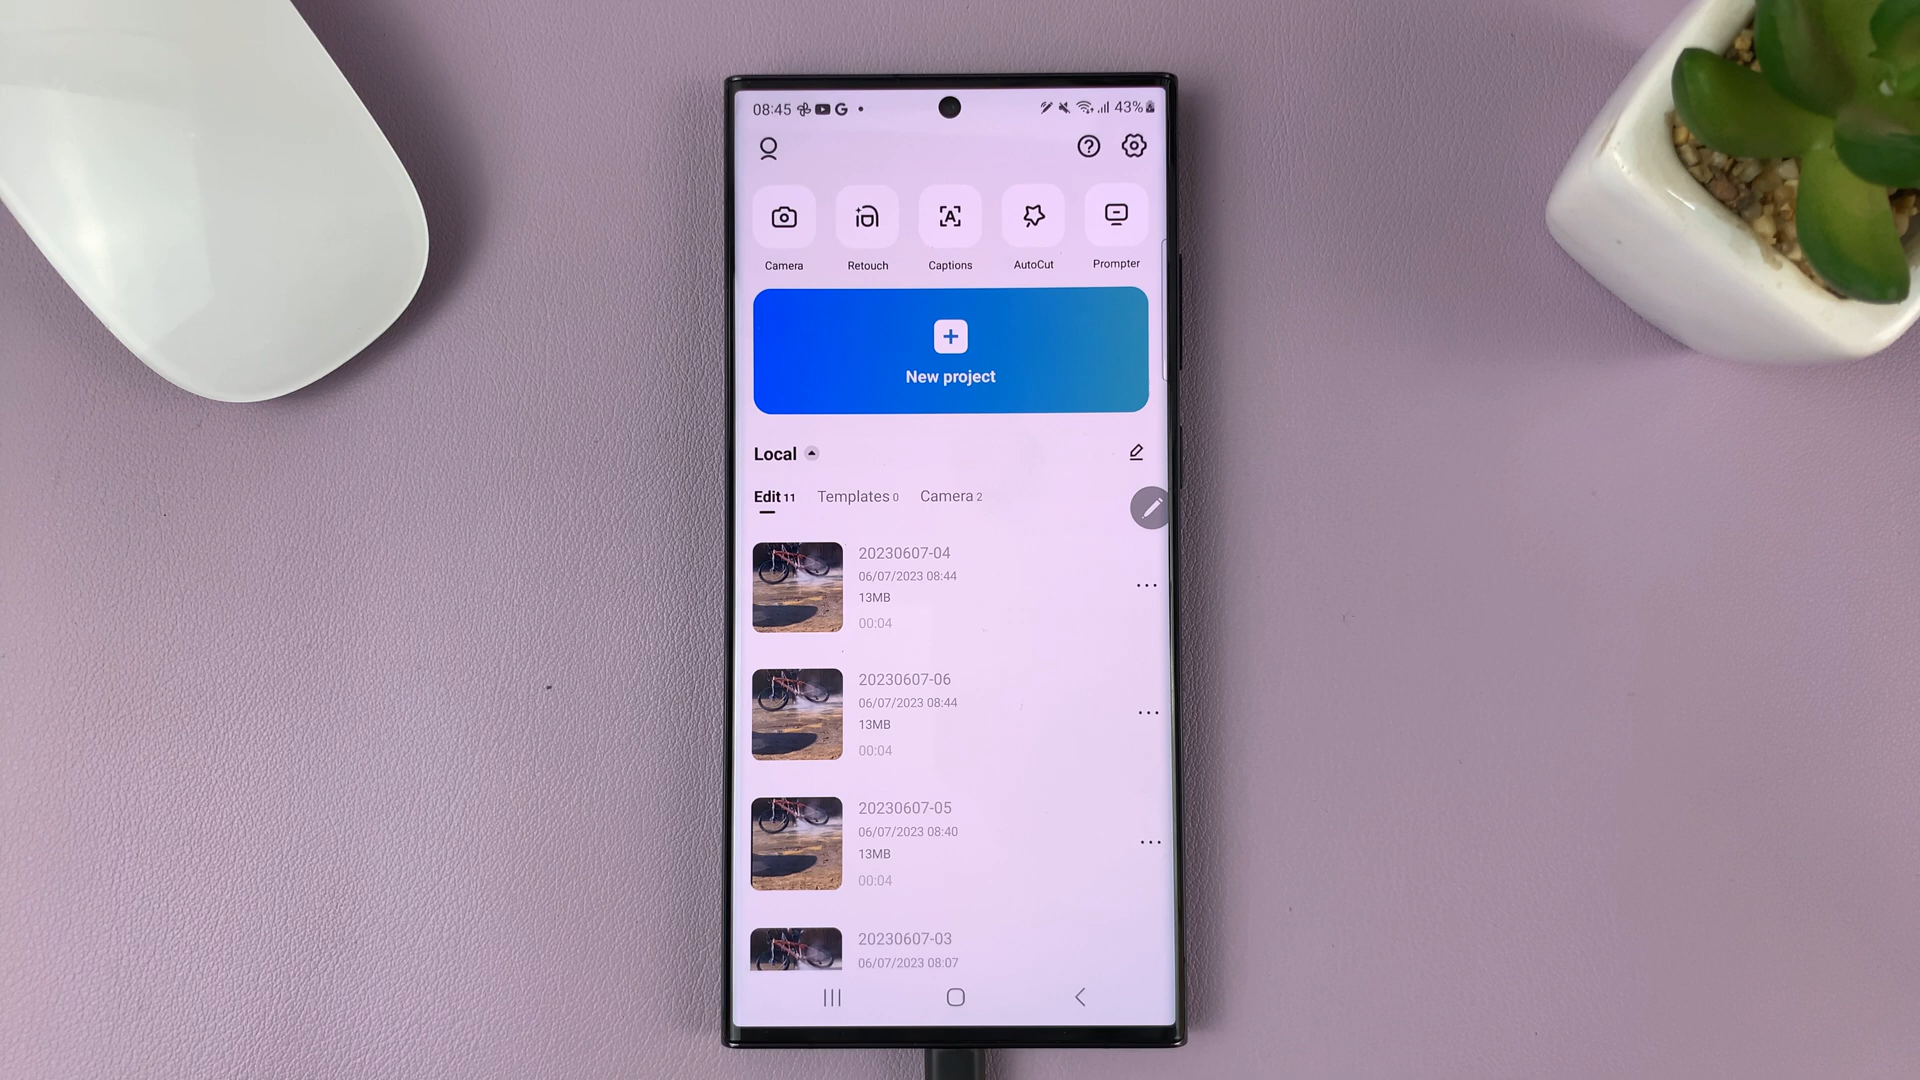 08:45 43%
Camera Retouch Captions AutoCut Prompter
New project
Local
Edit 11 Templates 0 Camera 2
20230607-04
06/07/2023 08:44
13MB
00:04
20230607-06
06/07/2023 08:44
13MB
00:04
20230607-05
06/07/2023 08:40
13MB
00:04
20230607-03
06/07/2023 08:07